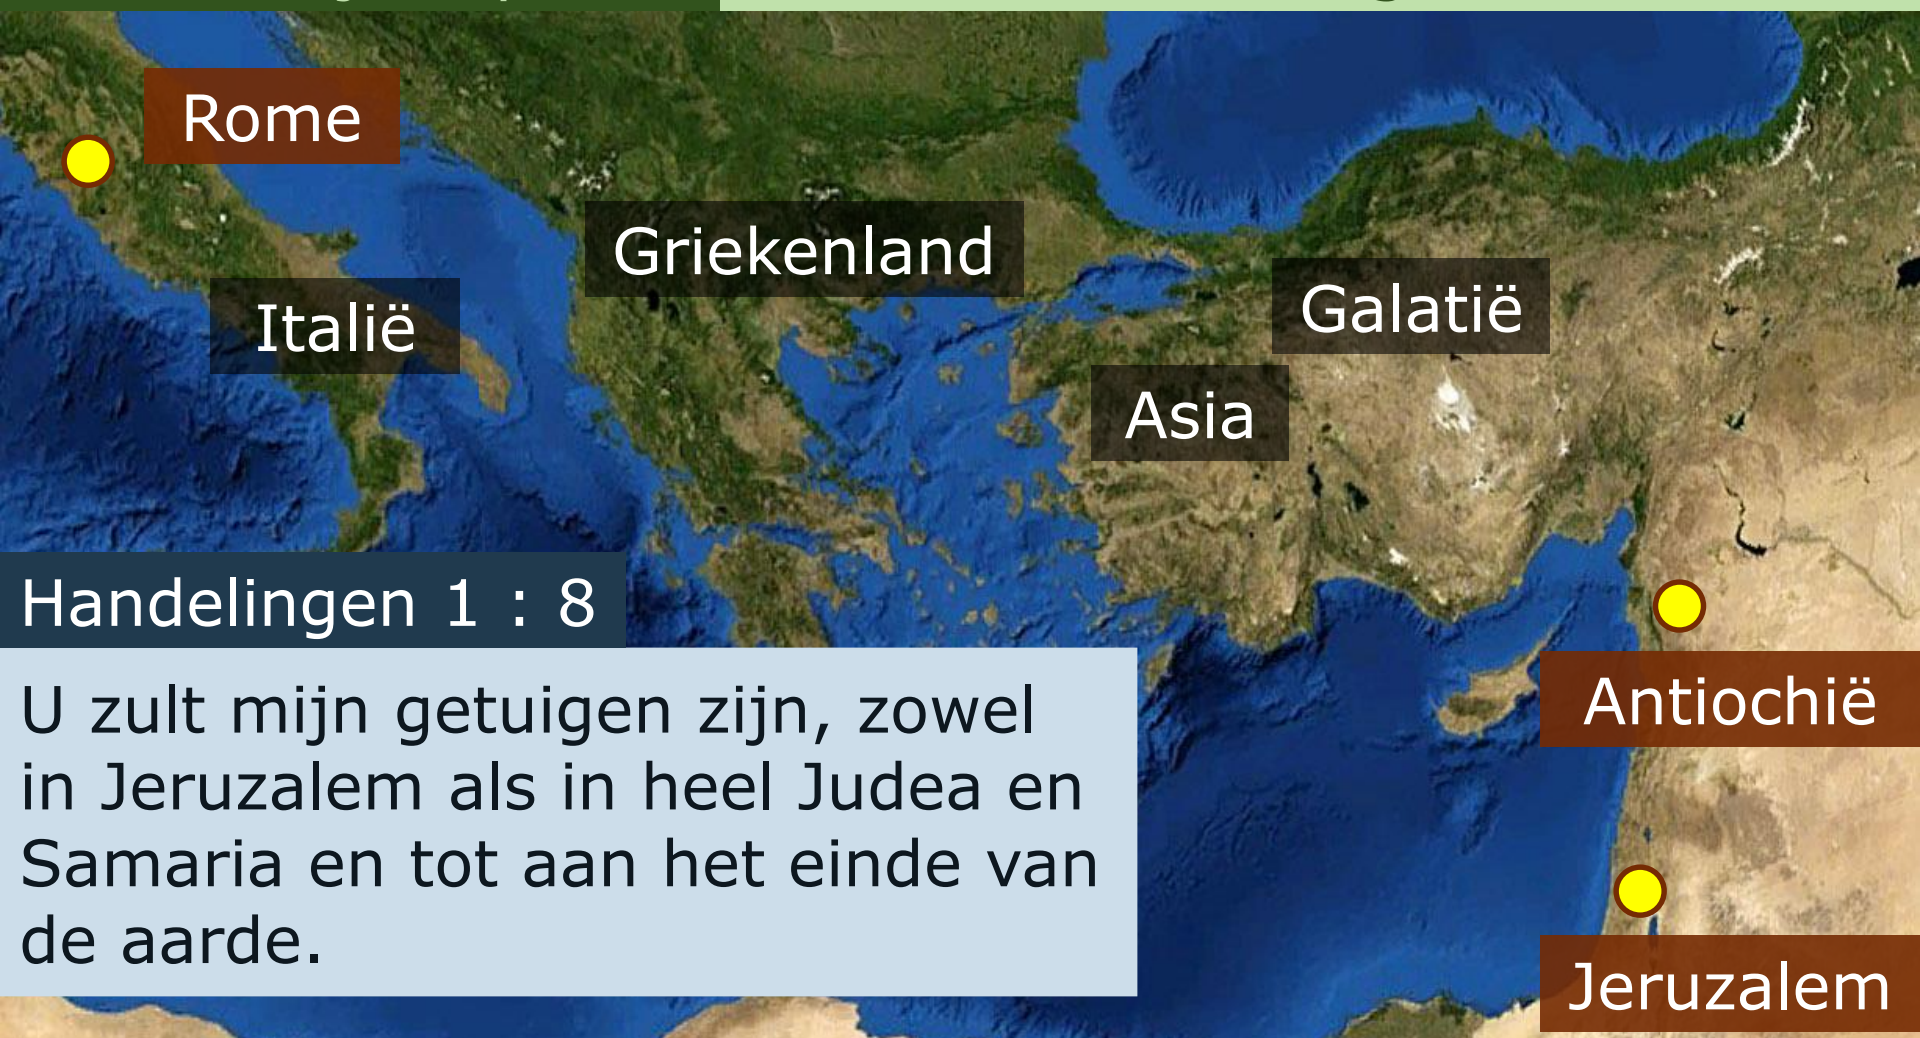 Rome
Griekenland
Galatië
Italië
Asia
Handelingen 1 : 8
U zult mijn getuigen zijn, zowel
in Jeruzalem als in heel Judea en
Samaria en tot aan het einde van
de aarde.
Antiochië
Jeruzalem